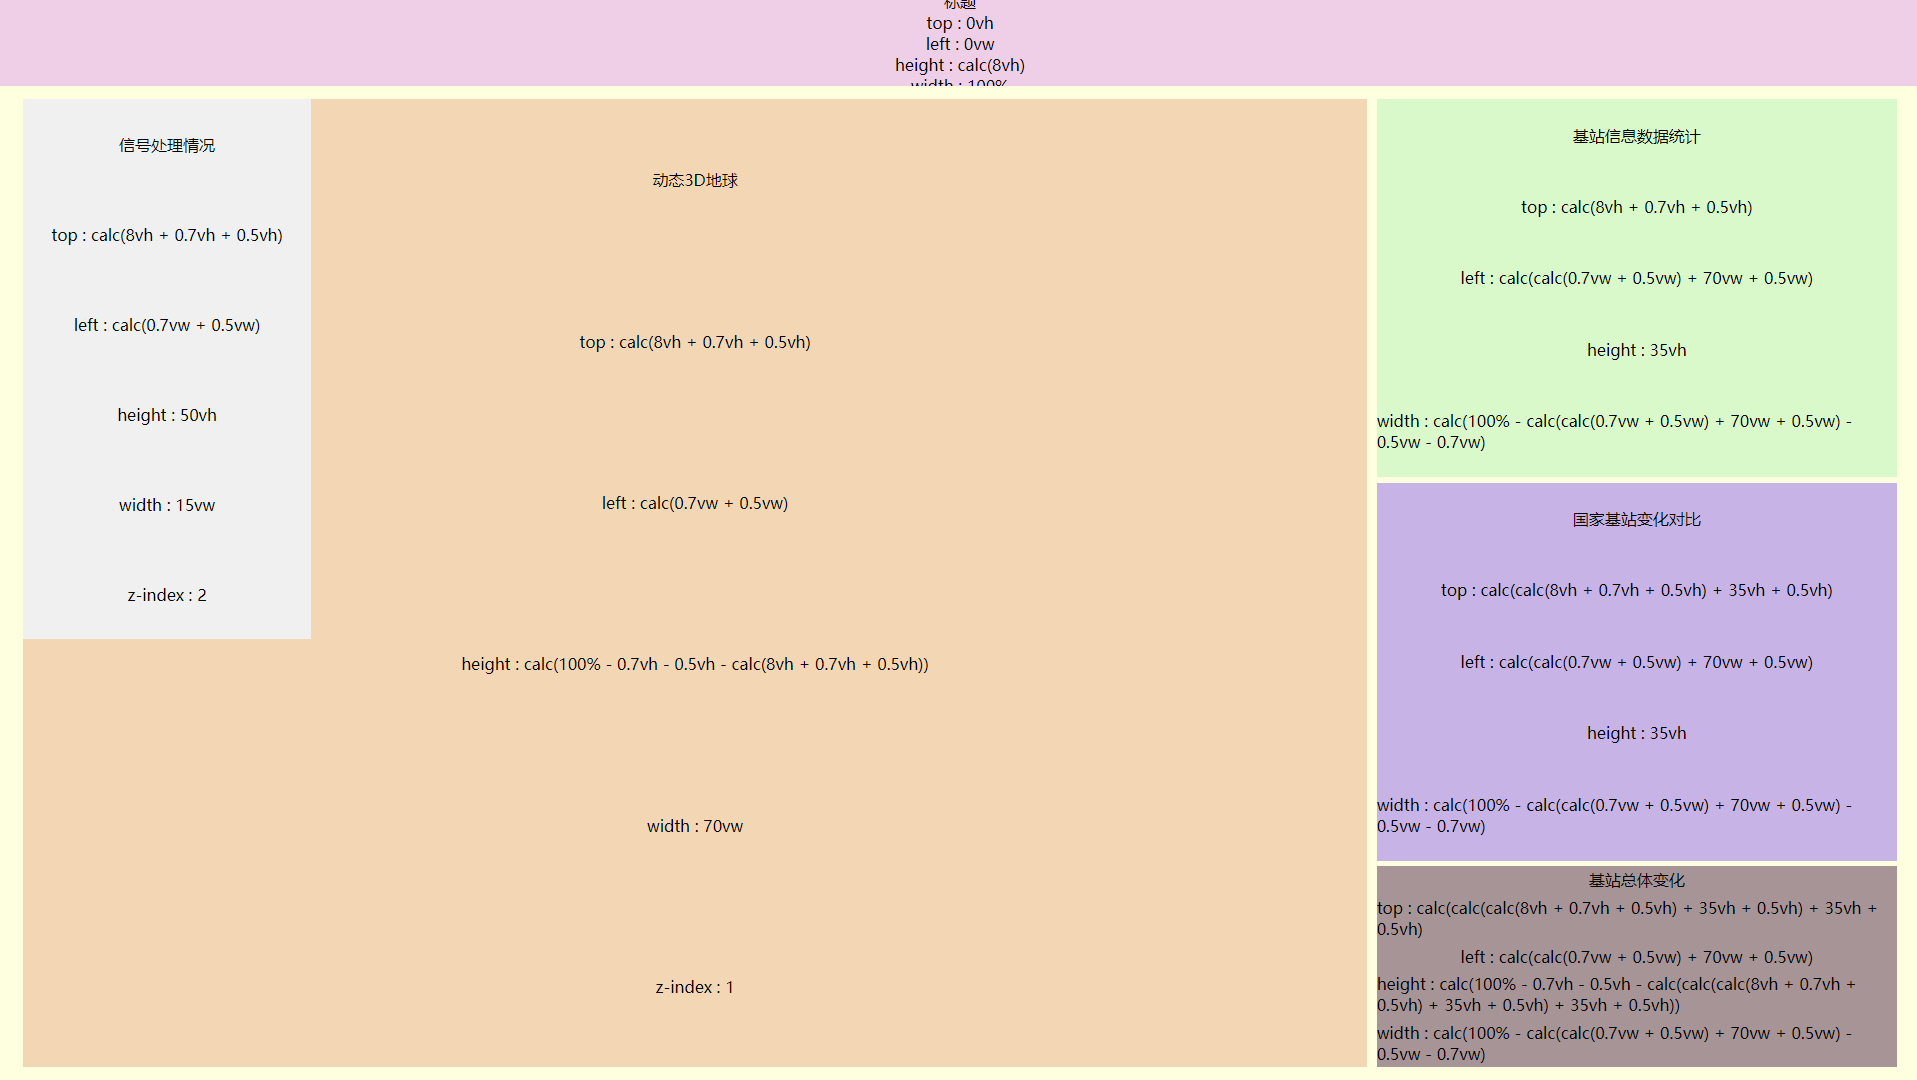 标题
top : 0vh
left : 0vw
height : calc(8vh)
width : 100%
信号处理情况
top : calc(8vh + 0.7vh + 0.5vh)
left : calc(0.7vw + 0.5vw)
height : 50vh
width : 15vw
z-index : 2
动态3D地球
top : calc(8vh + 0.7vh + 0.5vh)
left : calc(0.7vw + 0.5vw)
height : calc(100% - 0.7vh - 0.5vh - calc(8vh + 0.7vh + 0.5vh))
width : 70vw
z-index : 1
基站信息数据统计
top : calc(8vh + 0.7vh + 0.5vh)
left : calc(calc(0.7vw + 0.5vw) + 70vw + 0.5vw)
height : 35vh
width : calc(100% - calc(calc(0.7vw + 0.5vw) + 70vw + 0.5vw) -
0.5vw - 0.7vw)
国家基站变化对比
top : calc(calc(8vh + 0.7vh + 0.5vh) + 35vh + 0.5vh)
left : calc(calc(0.7vw + 0.5vw) + 70vw + 0.5vw)
height : 35vh
width : calc(100% - calc(calc(0.7vw + 0.5vw) + 70vw + 0.5vw) -
0.5vw - 0.7vw)
基站总体变化
top : calc(calc(calc(8vh + 0.7vh + 0.5vh) + 35vh + 0.5vh) + 35vh +
0.5vh)
left : calc(calc(0.7vw + 0.5vw) + 70vw + 0.5vw)
height : calc(100% - 0.7vh - 0.5vh - calc(calc(calc(8vh + 0.7vh +
0.5vh) + 35vh + 0.5vh) + 35vh + 0.5vh))
width : calc(100% - calc(calc(0.7vw + 0.5vw) + 70vw + 0.5vw) -
0.5vw - 0.7vw)